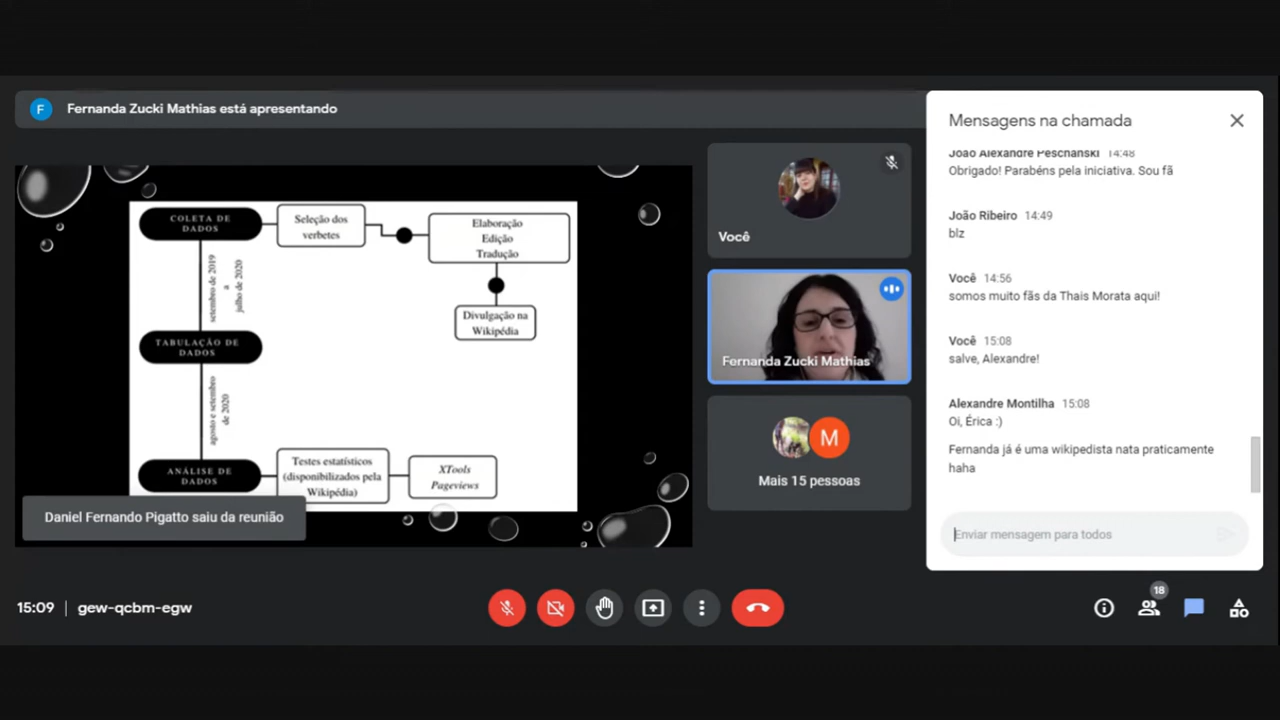 F
Fernanda Zucki Mathias está apresentando
COLETA DE
DADOS
Seleção dos
verbetes
Elaboração
Edição
Tradução
Divulgação na
Wikipédia
setembro de 2019
a
julho de 2020
TABULAÇÃO DE
DADOS
agosto e setembro
de 2020
ANÁLISE DE
DADOS
Testes estatísticos
(disponibilizados pela
Wikipédia)
XTools
Pageviews
Daniel Fernando Pigatto saiu da reunião
Você
Fernanda Zucki Mathias
M
Mais 15 pessoas
Mensagens na chamada
João Alexandre Peschanski 14:48
Obrigado! Parabéns pela iniciativa. Sou fã
João Ribeiro 14:49
blz
Você 14:56
somos muito fãs da Thais Morata aqui!
Você 15:08
salve, Alexandre!
Alexandre Montilha 15:08
Oi, Érica :)
Fernanda já é uma wikipedista nata praticamente
haha
Enviar mensagem para todos
15:09 | gew-qcbm-egw
18